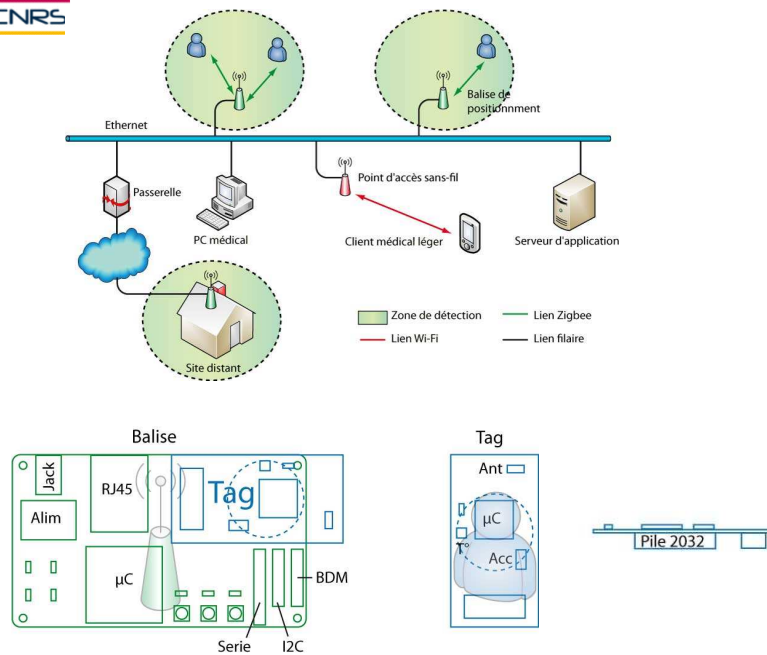 CNRS
Ethernet
Balise de
positionnment
Passerelle
Point d'accès sans-fil
PC médical
Client médical léger
Serveur d'application
Zone de détection
Lien Zigbee
Lien Wi-Fi
Lien filaire
Site distant
Balise
Tag
Jack
RJ45
Tag
Alim
µC
BDM
Serie
I2C
Ant
µC
T°
Acc
Pile 2032